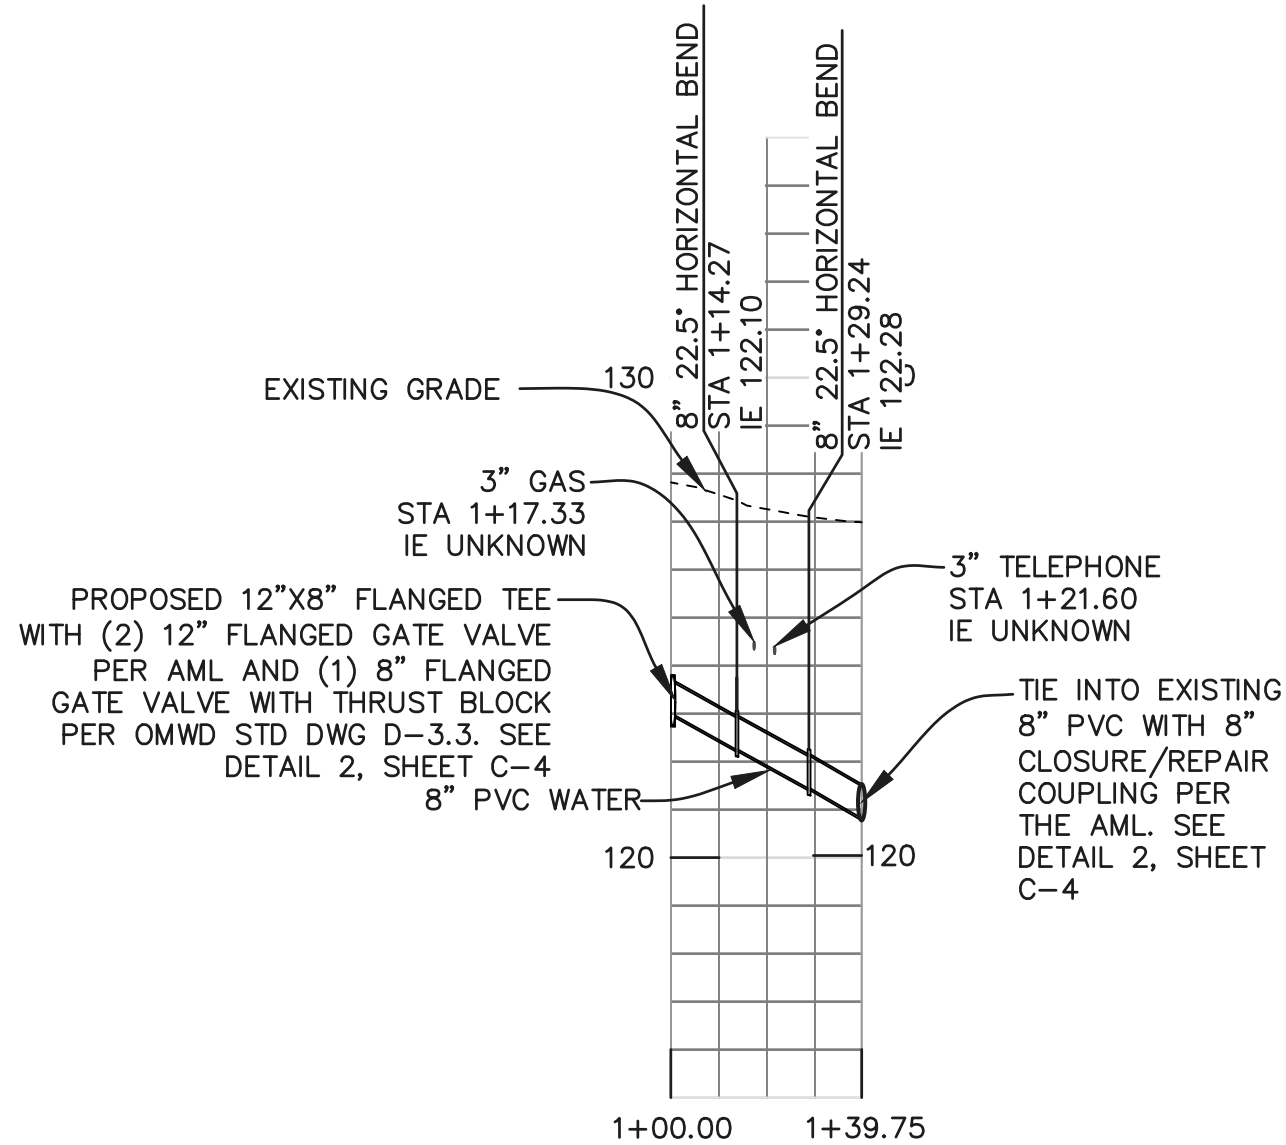 8" 22.5° HORIZONTAL BEND
STA 1+14.27
IE 122.10
8" 22.5° HORIZONTAL BEND
STA 1+29.24
IE 122.28
130
EXISTING GRADE
3" GAS
STA 1+17.33
IE UNKNOWN
3" TELEPHONE
STA 1+21.60
IE UNKNOWN
PROPOSED 12"X8" FLANGED TEE
WITH (2) 12" FLANGED GATE VALVE
PER AML AND (1) 8" FLANGED
GATE VALVE WITH THRUST BLOCK
PER OMWD STD DWG D-3.3. SEE
DETAIL 2, SHEET C-4
8" PVC WATER
TIE INTO EXISTING
8" PVC WITH 8"
CLOSURE/REPAIR
COUPLING PER
THE AML. SEE
DETAIL 2, SHEET
C-4
120
120
1+00.00
1+39.75